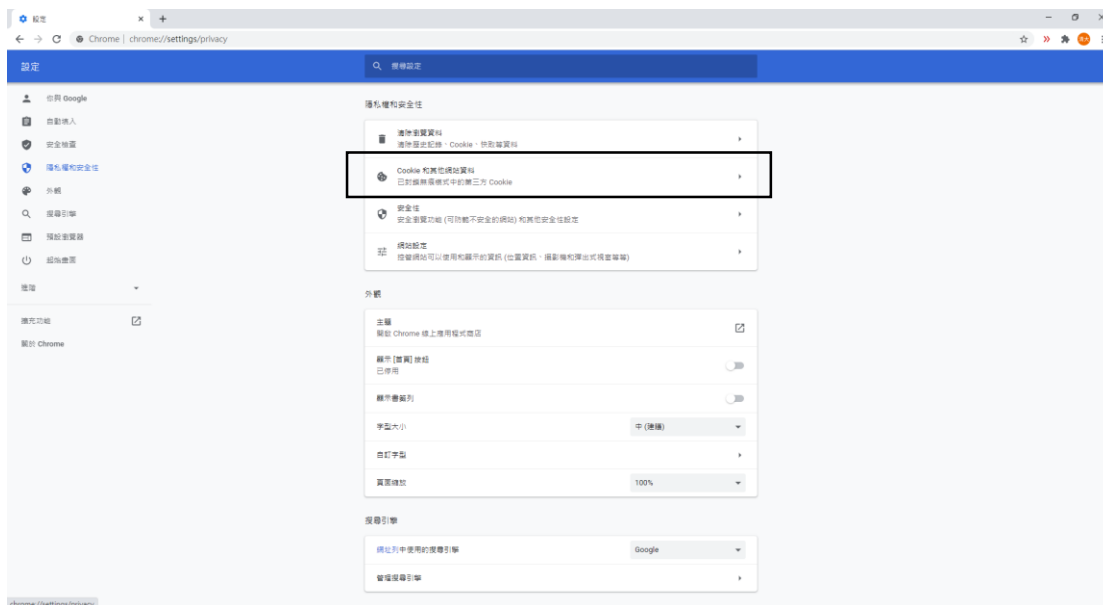 設定
Chrome | chrome://settings/privacy
設定
搜尋設定
你與 Google
自動填入
安全檢查
隱私權和安全性
外觀
搜尋引擎
預設瀏覽器
起始畫面
進階
擴充功能
關於 Chrome
隱私權和安全性
清除瀏覽資料
清除歷史記錄、Cookie、快取等資料
Cookie 和其他網站資料
已封鎖無痕模式中的第三方 Cookie
安全性
安全瀏覽功能 (可防範不安全的網站) 和其他安全性設定
網站設定
控管網站可以使用和顯示的資訊 (位置資訊、攝影機和彈出式視窗等等)
外觀
主題
開啟 Chrome 線上應用程式商店
顯示 [首頁] 按鈕
已停用
顯示書籤列
字型大小
中 (建議)
自訂字型
頁面縮放
100%
搜尋引擎
網址列中使用的搜尋引擎
Google
管理搜尋引擎
chrome://settings/privacy